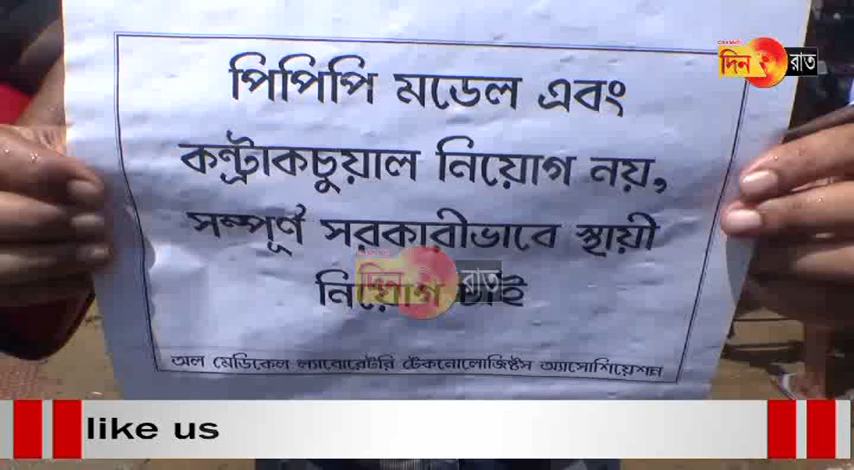 দিন রাত
পিপিপি মডেল এবং
কন্ট্রাকচুয়াল নিয়োগ নয়,
সম্পূর্ণ সরকারীভাবে স্থায়ী
নিয়োগ চাই
দিন রাত
অল মেডিকেল ল্যাবোরেটরি টেকনোলোজিষ্টস অ্যাসোশিয়েশন
like us